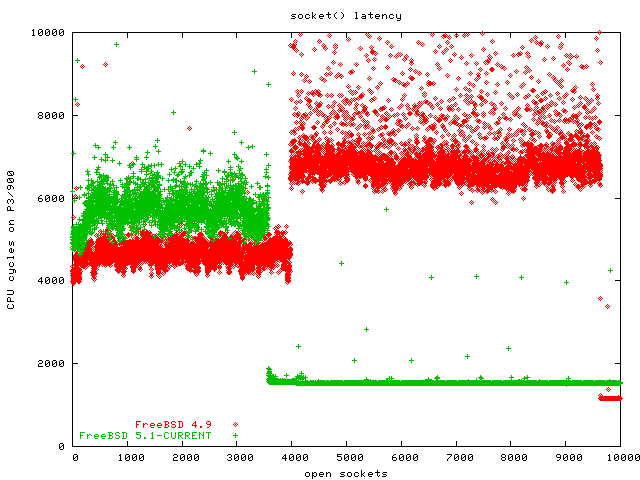 socket() latency
10000
8000
6000
4000
2000
0
CPU cycles on P3/900
FreeBSD 4.9
FreeBSD 5.1-CURRENT
0 1000 2000 3000 4000 5000 6000 7000 8000 9000 10000
open sockets